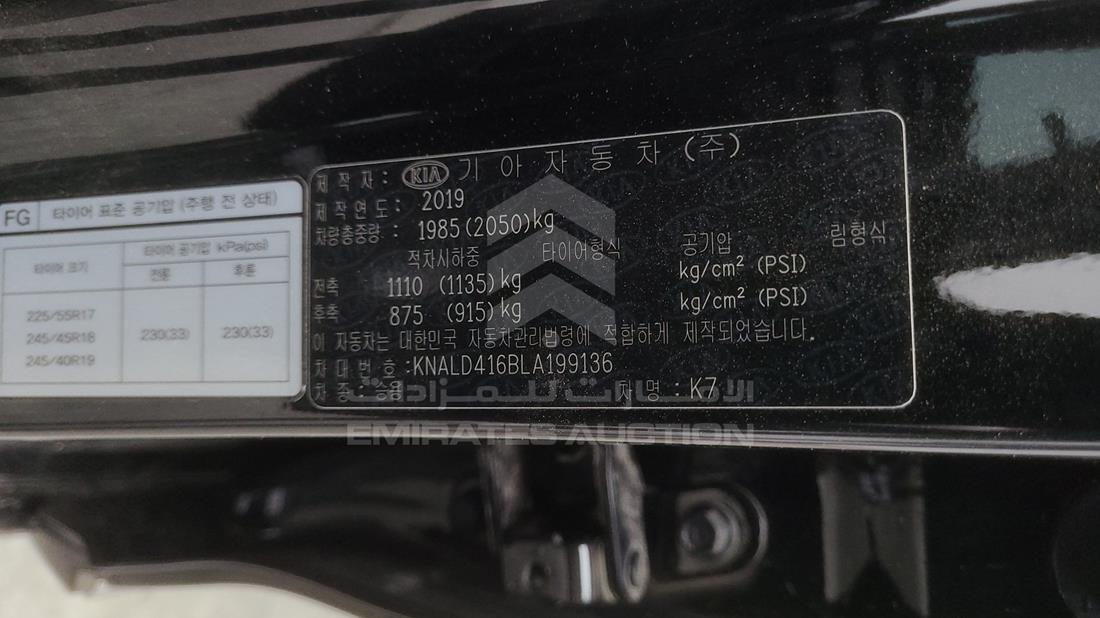 FG 타이어 표준 공기압 (주행 전 상태)
타이어 크기 타이어 공기압 kPa(psi)
전륜 후륜
225/55R17
245/45R18 230(33) 230(33)
245/40R19
제작자: KIA 기아자동차(주)
제작연도: 2019
차량총중량: 1985(2050)kg
적차시하중 타이어형식 공기압 림형식
전축 1110 (1135)kg kg/cm² (PSI)
후축 875 (915)kg kg/cm² (PSI)
이 자동차는 대한민국 자동차관리법령에 적합하게 제작되었습니다.
차대번호: KNALD416BLA199136
차종: 승용 차명: K7
الإمارات للمزادات
EMIRATES AUCTION